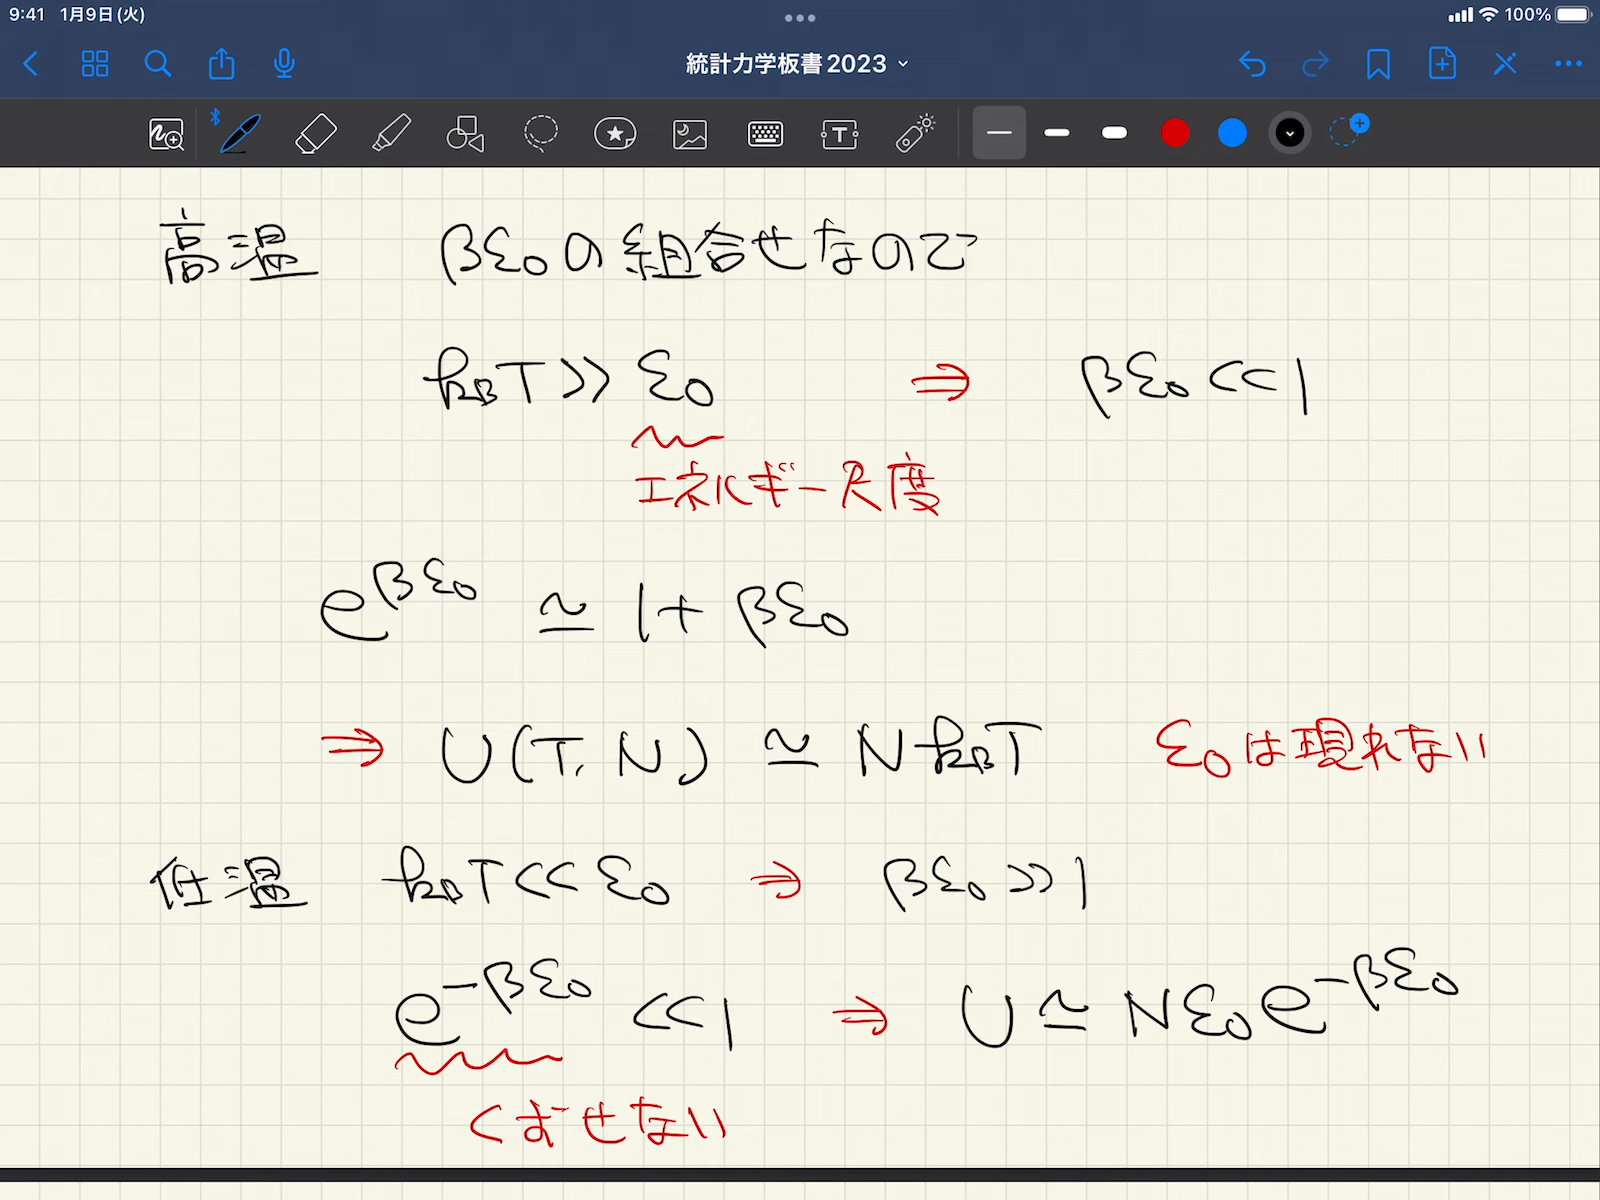 9:41 1月9日(火) 100%
統計力学板書2023
T
高温 βε₀の組合せなので
k_BT >> ε₀ ⇒ βε₀ << 1
エネルギー尺度
e^{βε₀} ≃ 1 + βε₀
⇒ U(T, N) ≃ N k_BT ε₀は現れない
低温 k_BT << ε₀ ⇒ βε₀ >> 1
e^{-βε₀} << 1 ⇒ U ≃ Nε₀e^{-βε₀}
くずせない